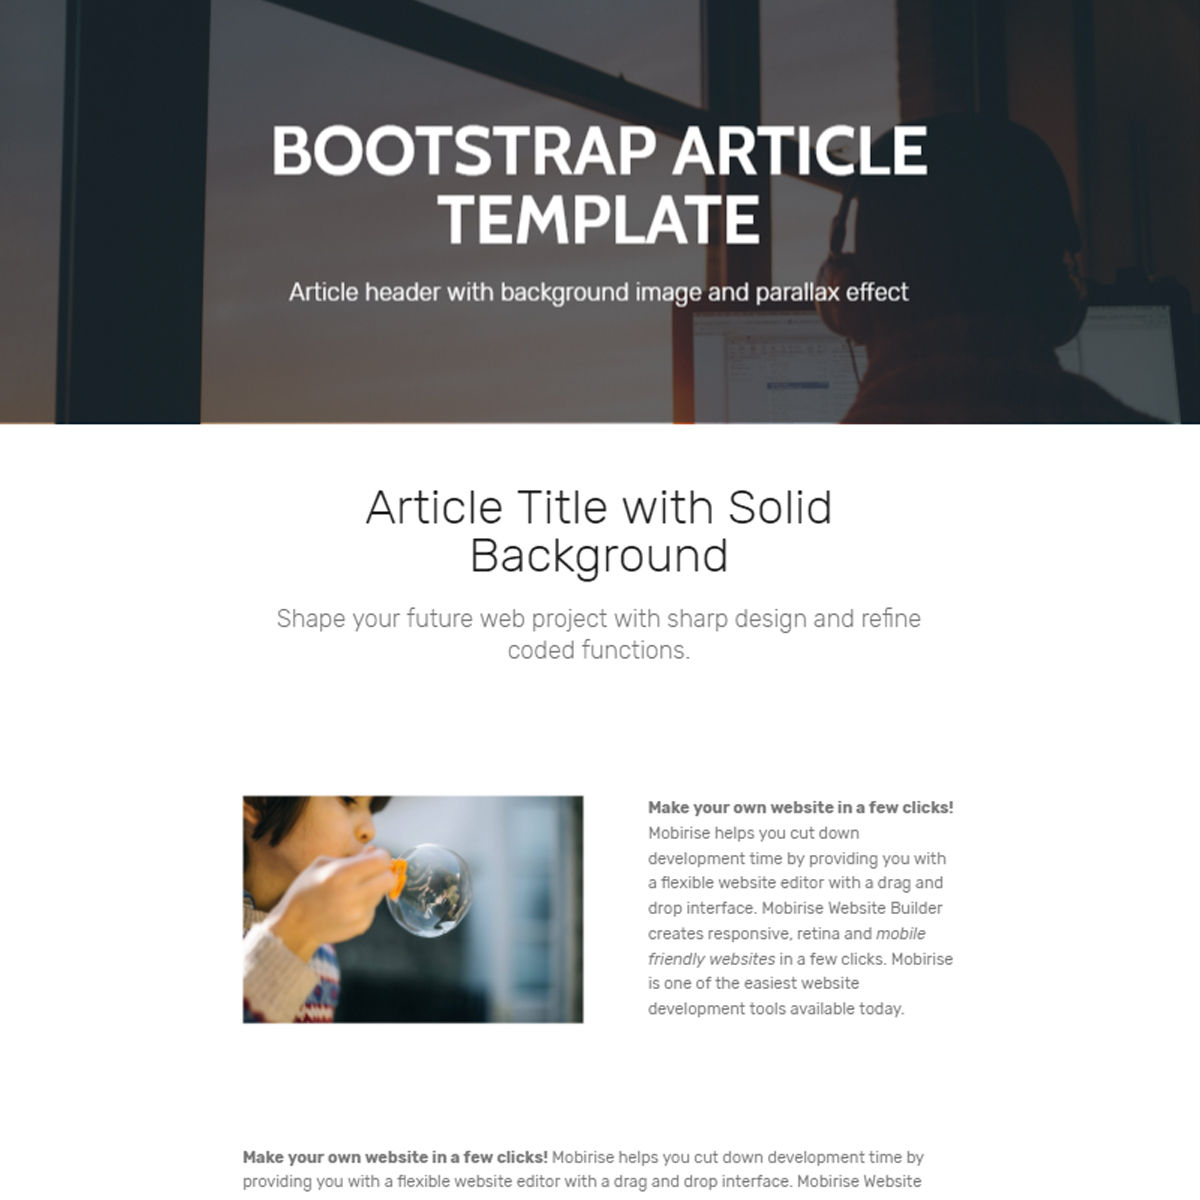 BOOTSTRAP ARTICLE
TEMPLATE
Article header with background image and parallax effect
Article Title with Solid
Background
Shape your future web project with sharp design and refine
coded functions.
Make your own website in a few clicks!
Mobirise helps you cut down
development time by providing you with
a flexible website editor with a drag and
drop interface. Mobirise Website Builder
creates responsive, retina and mobile
friendly websites in a few clicks. Mobirise
is one of the easiest website
development tools available today.
Make your own website in a few clicks! Mobirise helps you cut down development time by
providing you with a flexible website editor with a drag and drop interface. Mobirise Website